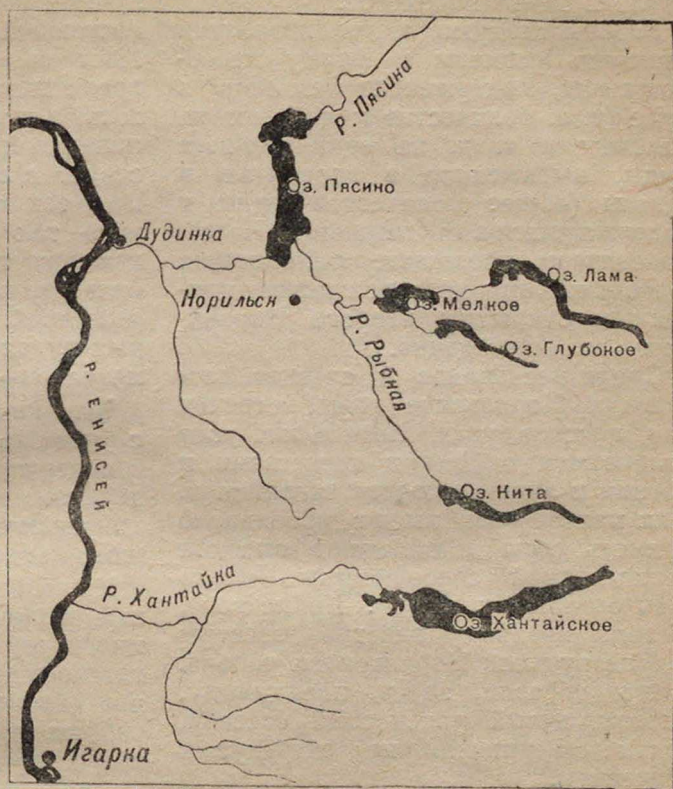 Р. Пясина
Оз. Пясино
Дудинка
Оз. Лама
Норильск
Оз. Мелкое
Оз. Глубокое
Р. Рыбная
Р. ЕНИСЕЙ
Оз. Кита
Р. Хантайка
Оз. Хантайское
Игарка